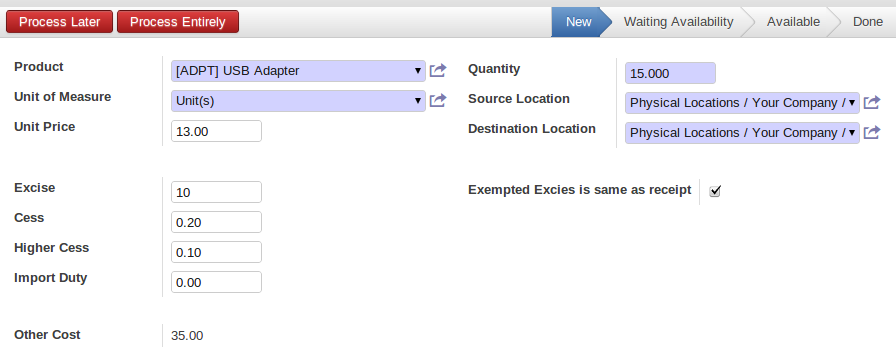 Process Later Process Entirely New Waiting Availability Available Done
Product [ADPT] USB Adapter Quantity 15.000
Unit of Measure Unit(s) Source Location Physical Locations / Your Company /
Unit Price 13.00 Destination Location Physical Locations / Your Company /
Excise 10 Exempted Excies is same as receipt
Cess 0.20
Higher Cess 0.10
Import Duty 0.00
Other Cost 35.00